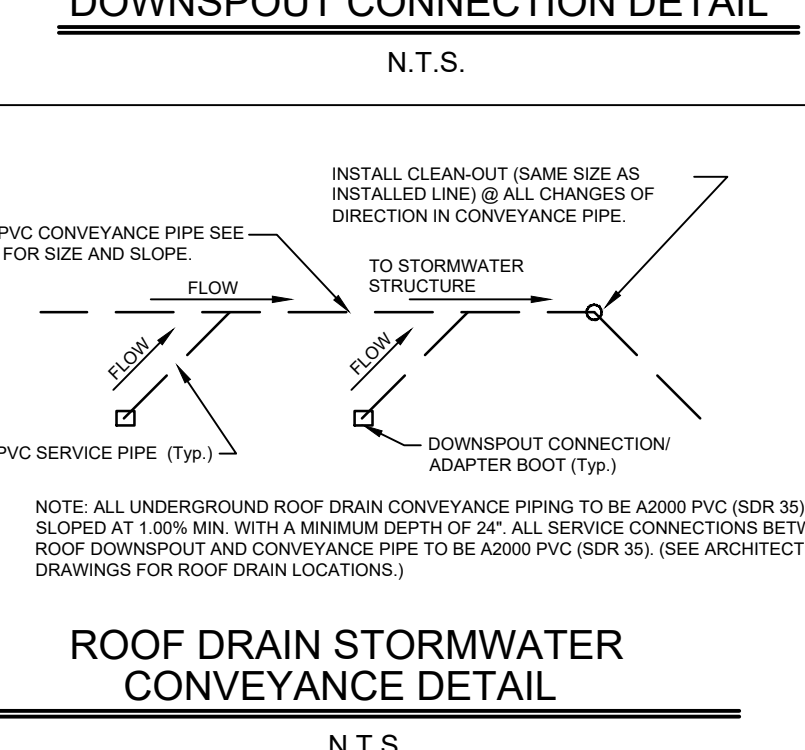 DOWNSPOUT CONNECTION DETAIL
N.T.S.
INSTALL CLEAN-OUT (SAME SIZE AS
INSTALLED LINE) @ ALL CHANGES OF
DIRECTION IN CONVEYANCE PIPE.
PVC CONVEYANCE PIPE SEE
FOR SIZE AND SLOPE.
TO STORMWATER
STRUCTURE
FLOW
FLOW
FLOW
PVC SERVICE PIPE (Typ.)
DOWNSPOUT CONNECTION/
ADAPTER BOOT (Typ.)
NOTE: ALL UNDERGROUND ROOF DRAIN CONVEYANCE PIPING TO BE A2000 PVC (SDR 35)
SLOPED AT 1.00% MIN. WITH A MINIMUM DEPTH OF 24". ALL SERVICE CONNECTIONS
ROOF DOWNSPOUT AND CONVEYANCE PIPE TO BE A2000 PVC (SDR 35). (SEE
DRAWINGS FOR ROOF DRAIN LOCATIONS.)
ROOF DRAIN STORMWATER
CONVEYANCE DETAIL
N.T.S.